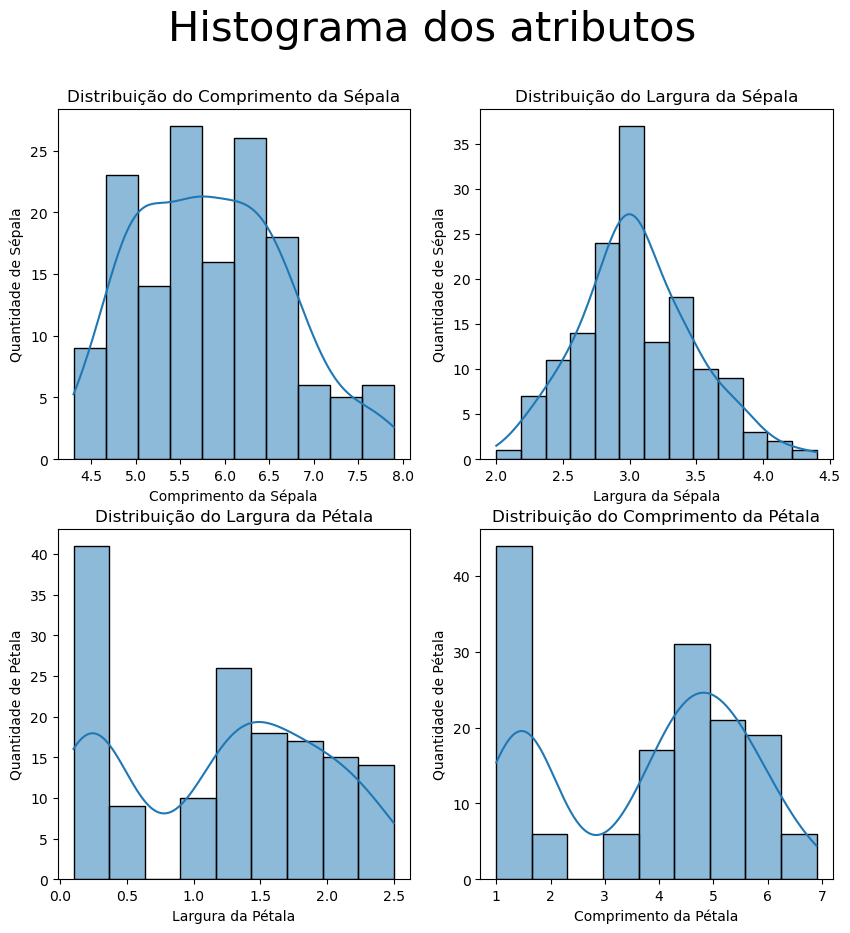 Histograma dos atributos
Distribuição do Comprimento da Sépala
Quantidade de Sépala
25
20
15
10
5
0
4.5 5.0 5.5 6.0 6.5 7.0 7.5 8.0
Comprimento da Sépala
Distribuição do Largura da Sépala
Quantidade de Sépala
35
30
25
20
15
10
5
0
2.0 2.5 3.0 3.5 4.0 4.5
Largura da Sépala
Distribuição do Largura da Pétala
Quantidade de Pétala
40
35
30
25
20
15
10
5
0
0.0 0.5 1.0 1.5 2.0 2.5
Largura da Pétala
Distribuição do Comprimento da Pétala
Quantidade de Pétala
40
30
20
10
0
1 2 3 4 5 6 7
Comprimento da Pétala